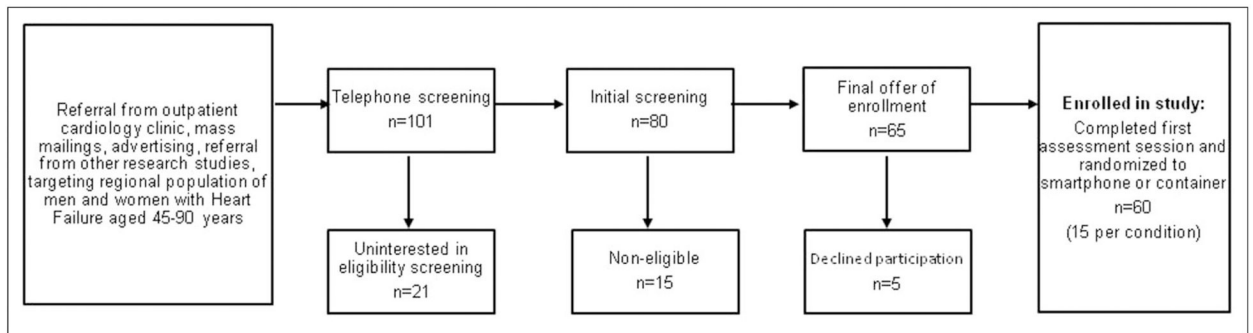 Referral from outpatient
cardiology clinic, mass
mailings, advertising, referral
from other research studies,
targeting regional population of
men and women with Heart
Failure aged 45-90 years
Telephone screening
n=101
Uninterested in
eligibility screening
n=21
Initial screening
n=80
Non-eligible
n=15
Final offer of
enrollment
n=65
Declined participation
n=5
Enrolled in study:
Completed first
assessment session and
randomized to
smartphone or container
n=60
(15 per condition)